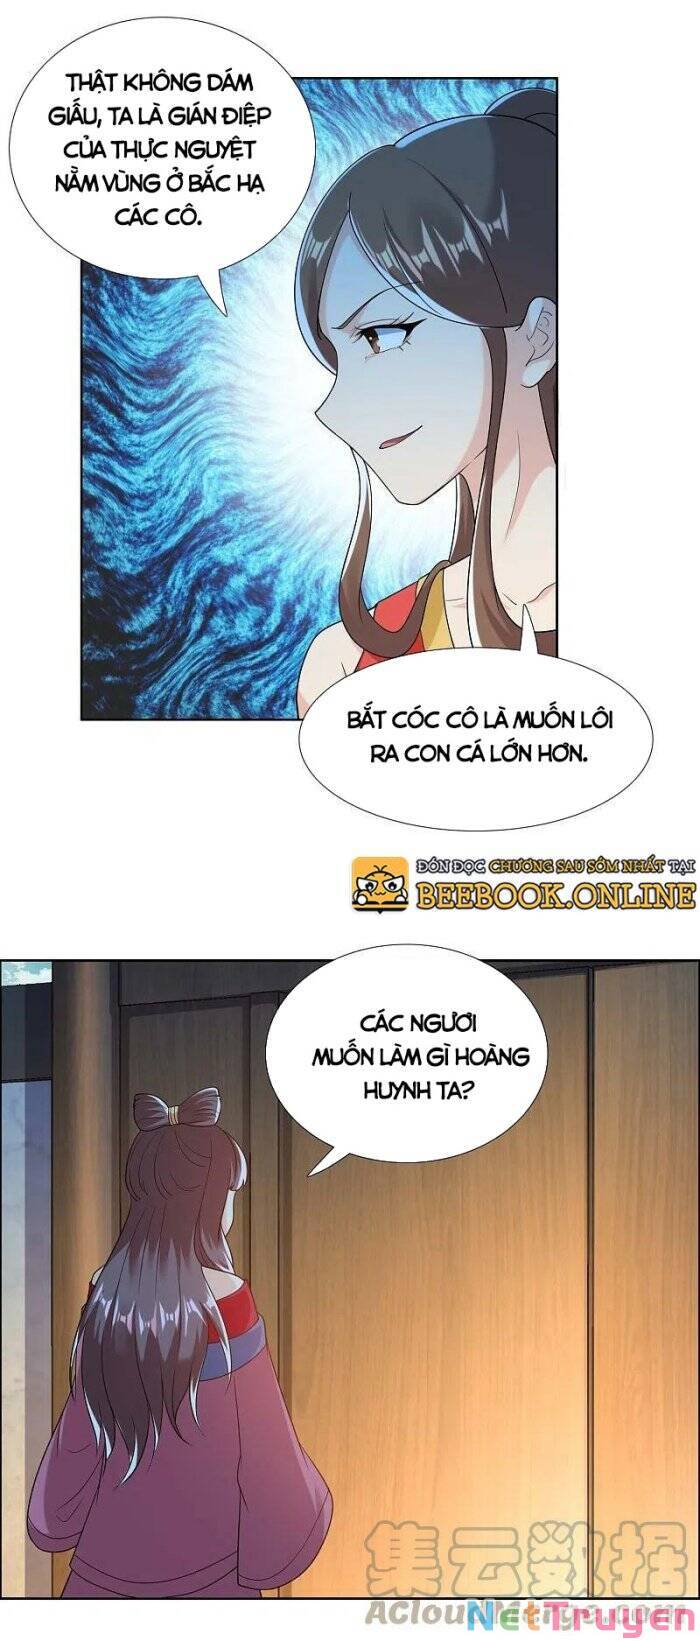 THẬT KHÔNG DÁM
GIẤU, TA LÀ GIÁN ĐIỆP
CỦA THỰC NGUYỆT
NẰM VÙNG Ở BẮC HẠ
CÁC CÔ.
BẮT CÓC CÔ LÀ MUỐN LÔI
RA CON CÁ LỚN HƠN.
ĐÓN ĐỌC CHƯƠNG SAU SỚM NHẤT TẠI
BEEBOOK.ONLINE
CÁC NGƯƠI
MUỐN LÀM GÌ HOÀNG
HUYNH TA?
集云数据
NetTruyen